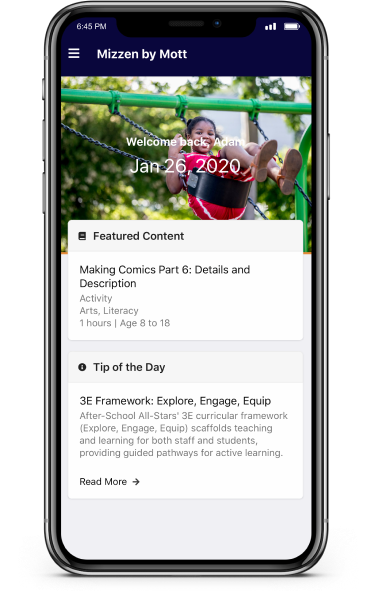 6:45 PM
Mizzen by Mott
Welcome back, Adam
Jan 26, 2020
Featured Content
Making Comics Part 6: Details and
Description
Activity
Arts, Literacy
1 hours | Age 8 to 18
Tip of the Day
3E Framework: Explore, Engage, Equip
After-School All-Stars' 3E curricular framework
(Explore, Engage, Equip) scaffolds teaching
and learning for both staff and students,
providing guided pathways for active learning.
Read More →